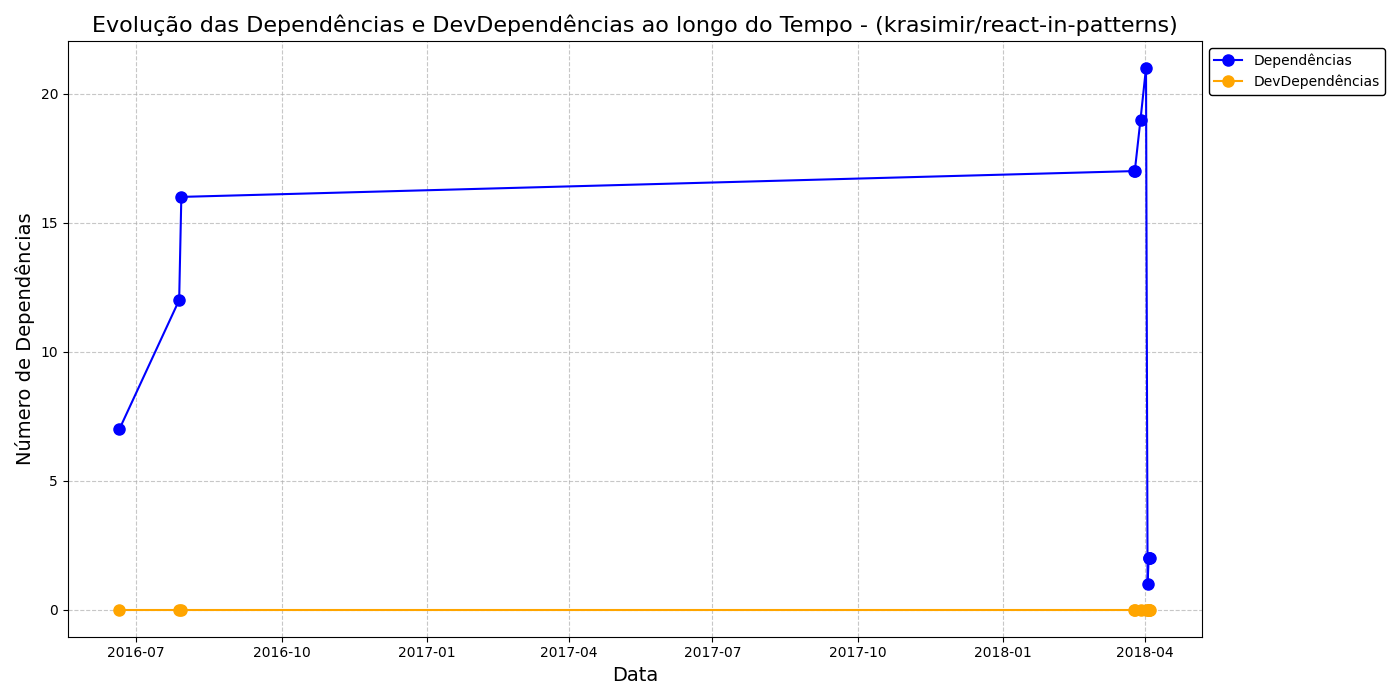 Evolução das Dependências e DevDependências ao longo do Tempo - (krasimir/react-in-patterns)
Dependências
DevDependências
Número de Dependências
20
15
10
5
0
2016-07
2016-10
2017-01
2017-04
2017-07
2017-10
2018-01
2018-04
Data